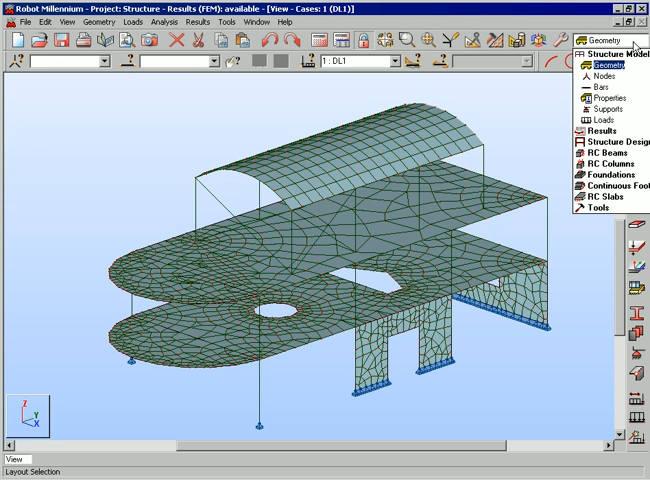 Robot Millennium - Project: Structure - Results (FEM): available - [View - Cases: 1 (DL1)]
File Edit View Geometry Loads Analysis Results Tools Window Help
Geometry
1 : DL1
Structure Model
Geometry
Nodes
Bars
Properties
Supports
Loads
Results
Structure Desig
RC Beams
RC Columns
Foundations
Continuous Foot
RC Slabs
Tools
Z
Y
X
View
Layout Selection